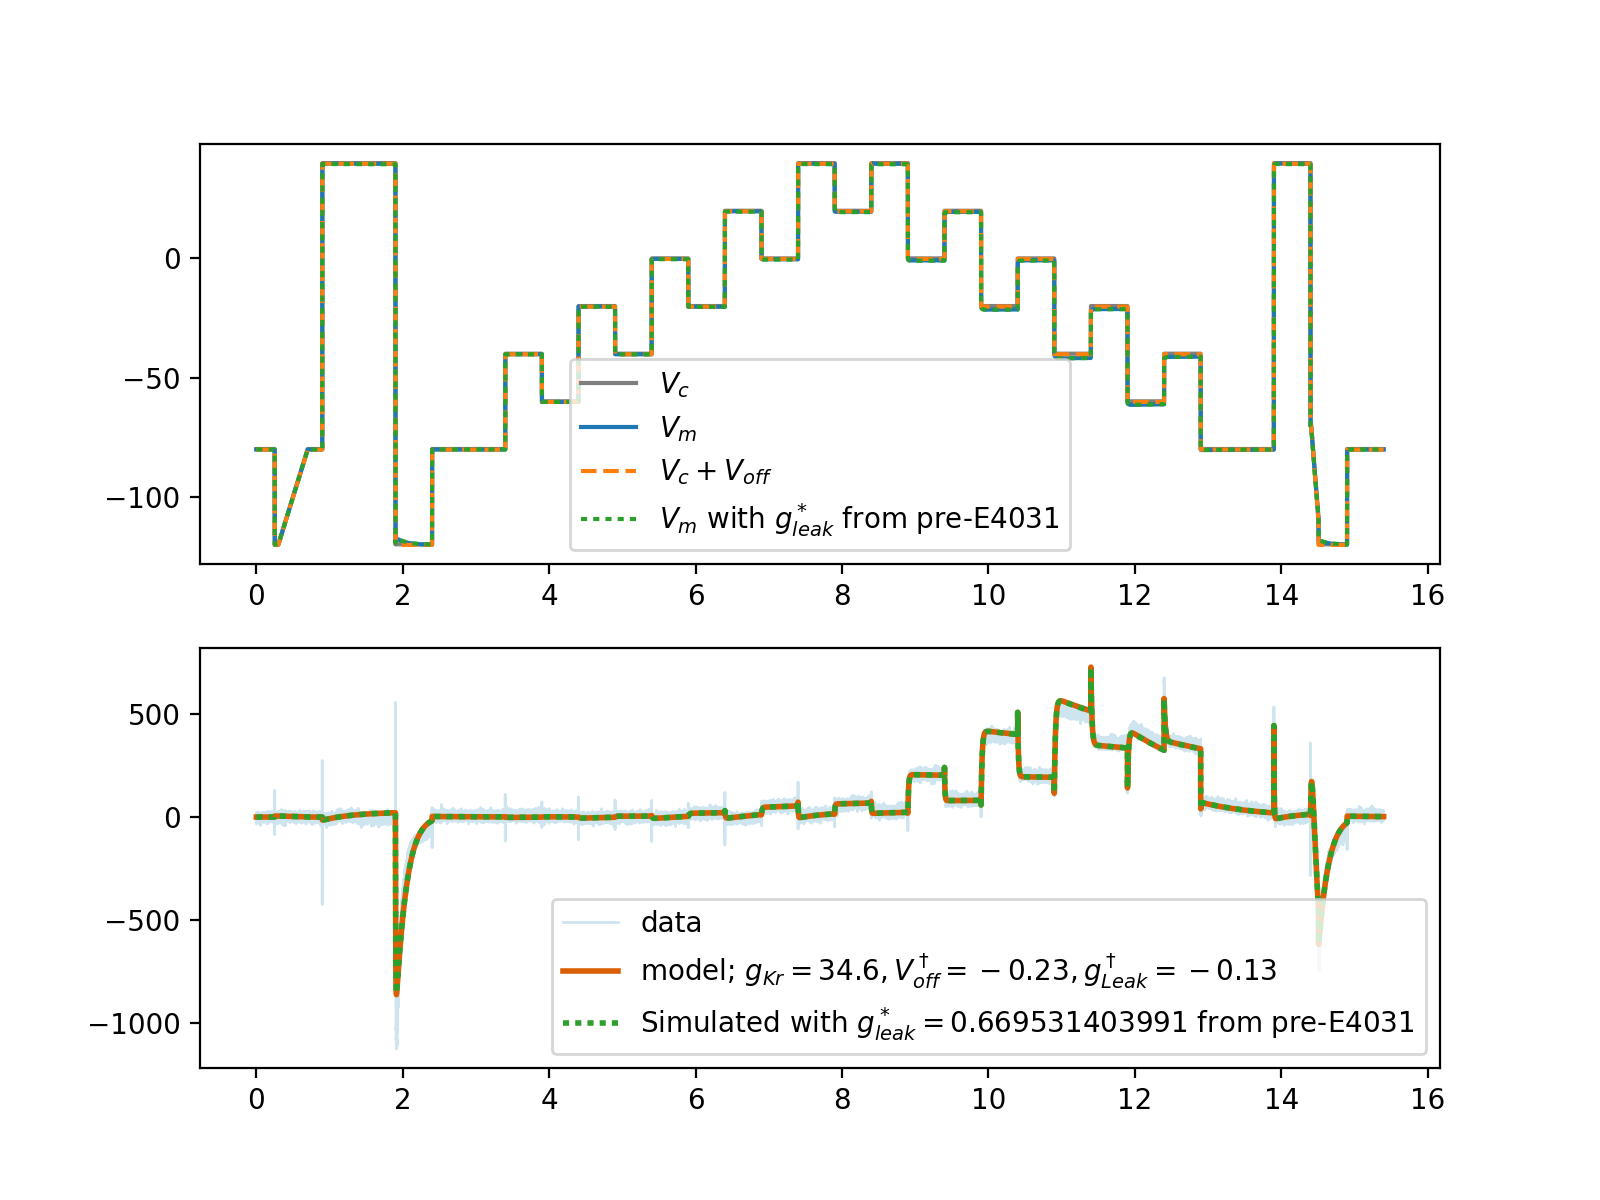 0
−50
−100
V_c
V_m
V_c + V_off
V_m with g*_leak from pre-E4031
0 2 4 6 8 10 12 14 16
500
0
−500
−1000
data
model; g_Kr = 34.6, V†_off = −0.23, g†_Leak = −0.13
Simulated with g*_leak = 0.669531403991 from pre-E4031
0 2 4 6 8 10 12 14 16